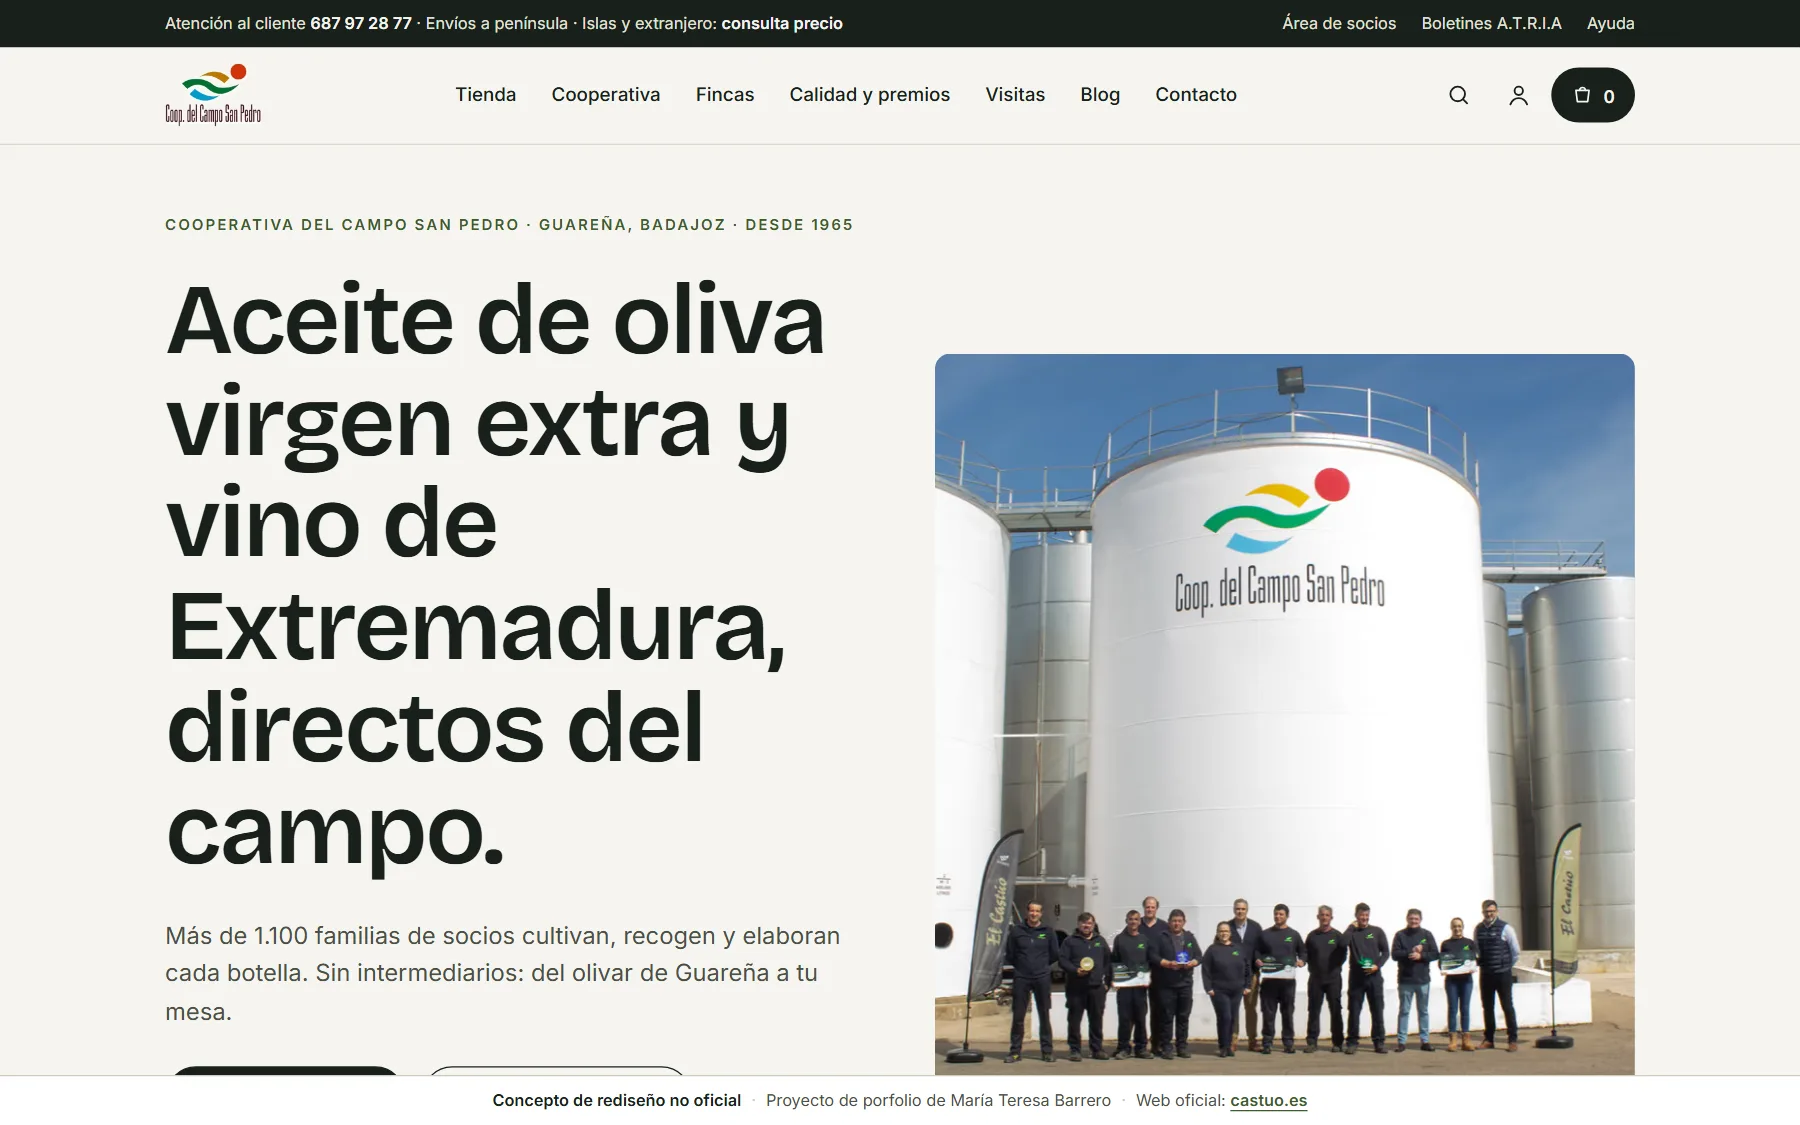 Atención al cliente 687 97 28 77 · Envíos a península · Islas y extranjero: consulta precio
Área de socios Boletines A.T.R.I.A Ayuda
Coop. del Campo San Pedro
Tienda Cooperativa Fincas Calidad y premios Visitas Blog Contacto
0
COOPERATIVA DEL CAMPO SAN PEDRO · GUAREÑA, BADAJOZ · DESDE 1965
Aceite de oliva
virgen extra y
vino de
Extremadura,
directos del
campo.
Más de 1.100 familias de socios cultivan, recogen y elaboran
cada botella. Sin intermediarios: del olivar de Guareña a tu
mesa.
Coop. del Campo San Pedro
El Castúo
El Castúo
Concepto de rediseño no oficial · Proyecto de porfolio de María Teresa Barrero · Web oficial: castuo.es